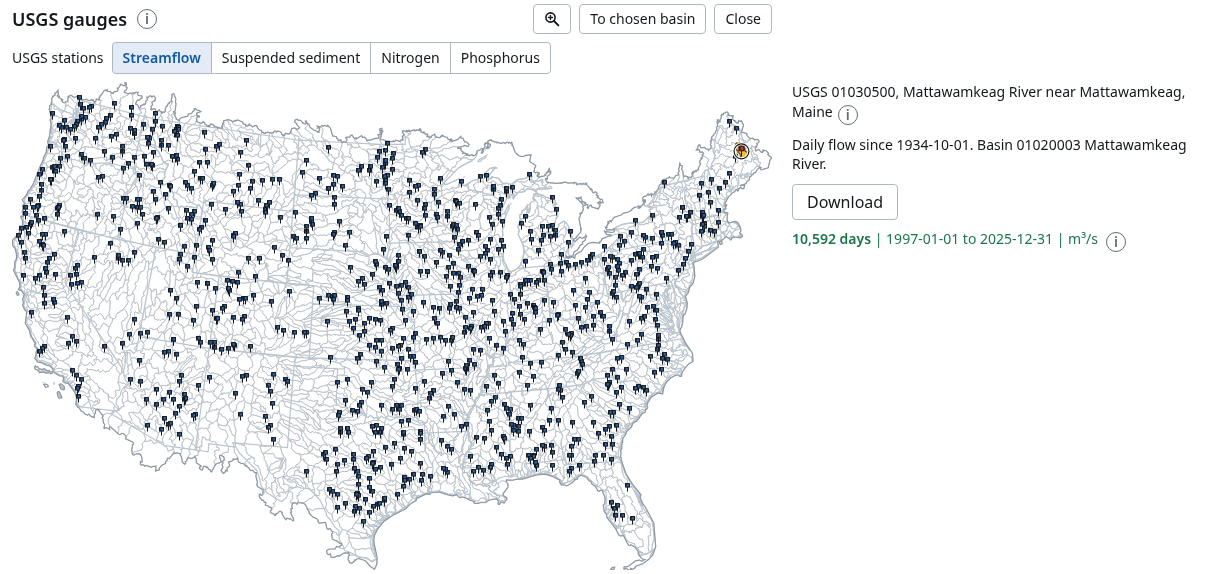 USGS gauges
To chosen basin
Close
USGS stations
Streamflow
Suspended sediment
Nitrogen
Phosphorus
USGS 01030500, Mattawamkeag River near Mattawamkeag,
Maine
Daily flow since 1934-10-01. Basin 01020003 Mattawamkeag
River.
Download
10,592 days | 1997-01-01 to 2025-12-31 | m³/s